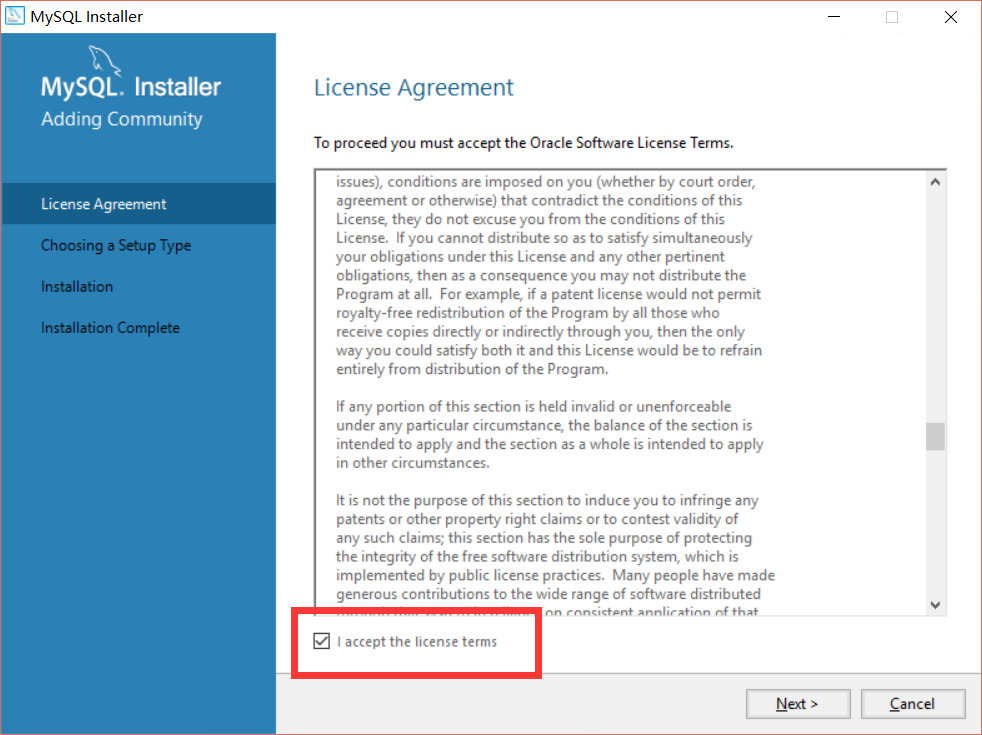 MySQL Installer
MySQL. Installer
Adding Community
License Agreement
Choosing a Setup Type
Installation
Installation Complete
License Agreement
To proceed you must accept the Oracle Software License Terms.
issues), conditions are imposed on you (whether by court order,
agreement or otherwise) that contradict the conditions of this
License, they do not excuse you from the conditions of this
License.  If you cannot distribute so as to satisfy simultaneously
your obligations under this License and any other pertinent
obligations, then as a consequence you may not distribute the
Program at all.  For example, if a patent license would not permit
royalty-free redistribution of the Program by all those who
receive copies directly or indirectly through you, then the only
way you could satisfy both it and this License would be to refrain
entirely from distribution of the Program.
If any portion of this section is held invalid or unenforceable
under any particular circumstance, the balance of the section is
intended to apply and the section as a whole is intended to apply
in other circumstances.
It is not the purpose of this section to induce you to infringe any
patents or other property right claims or to contest validity of
any such claims; this section has the sole purpose of protecting
the integrity of the free software distribution system, which is
implemented by public license practices.  Many people have made
generous contributions to the wide range of software distributed
on consistent application of that
I accept the license terms
Next >
Cancel